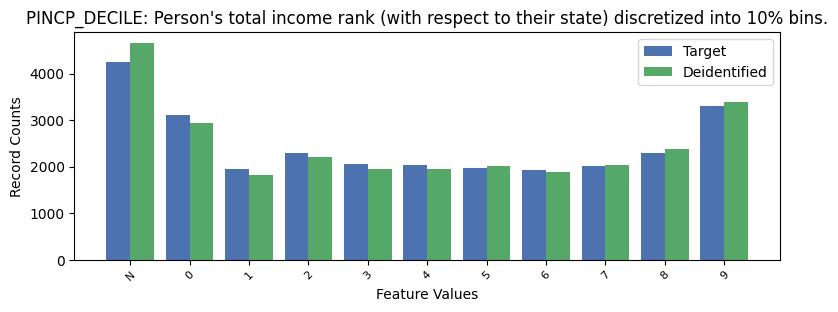 PINCP_DECILE: Person's total income rank (with respect to their state) discretized into 10% bins.
Target
Deidentified
Record Counts
4000
3000
2000
1000
0
N 0 1 2 3 4 5 6 7 8 9
Feature Values